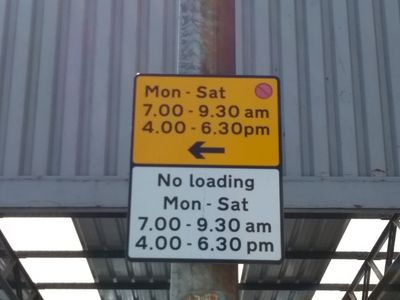 Mon - Sat
7.00 - 9.30 am
4.00 - 6.30pm
No loading
Mon - Sat
7.00 - 9.30 am
4.00 - 6.30 pm